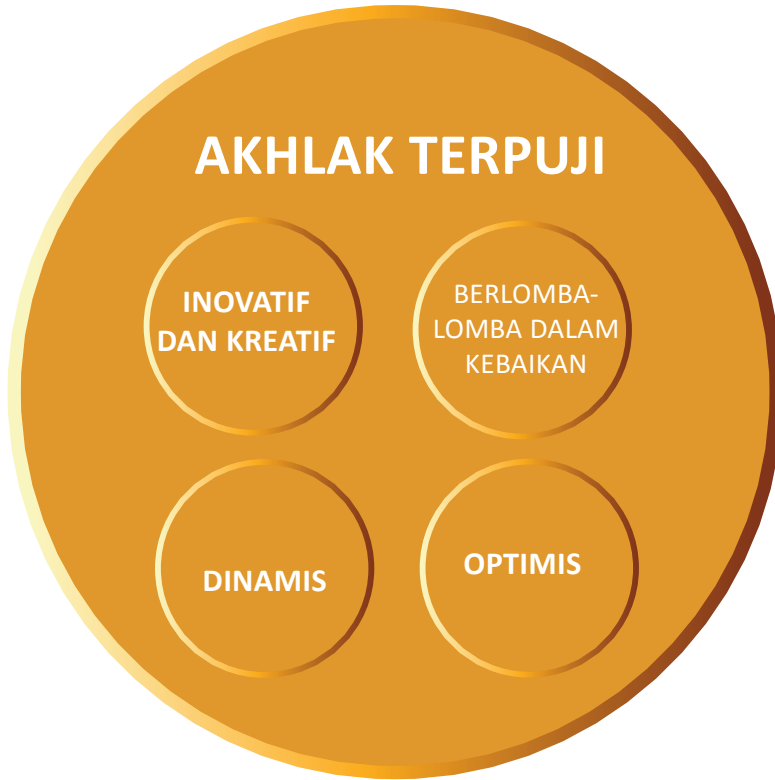 AKHLAK TERPUJI
INOVATIF
DAN KREATIF
BERLOMBA-
LOMBA DALAM
KEBAIKAN
DINAMIS
OPTIMIS